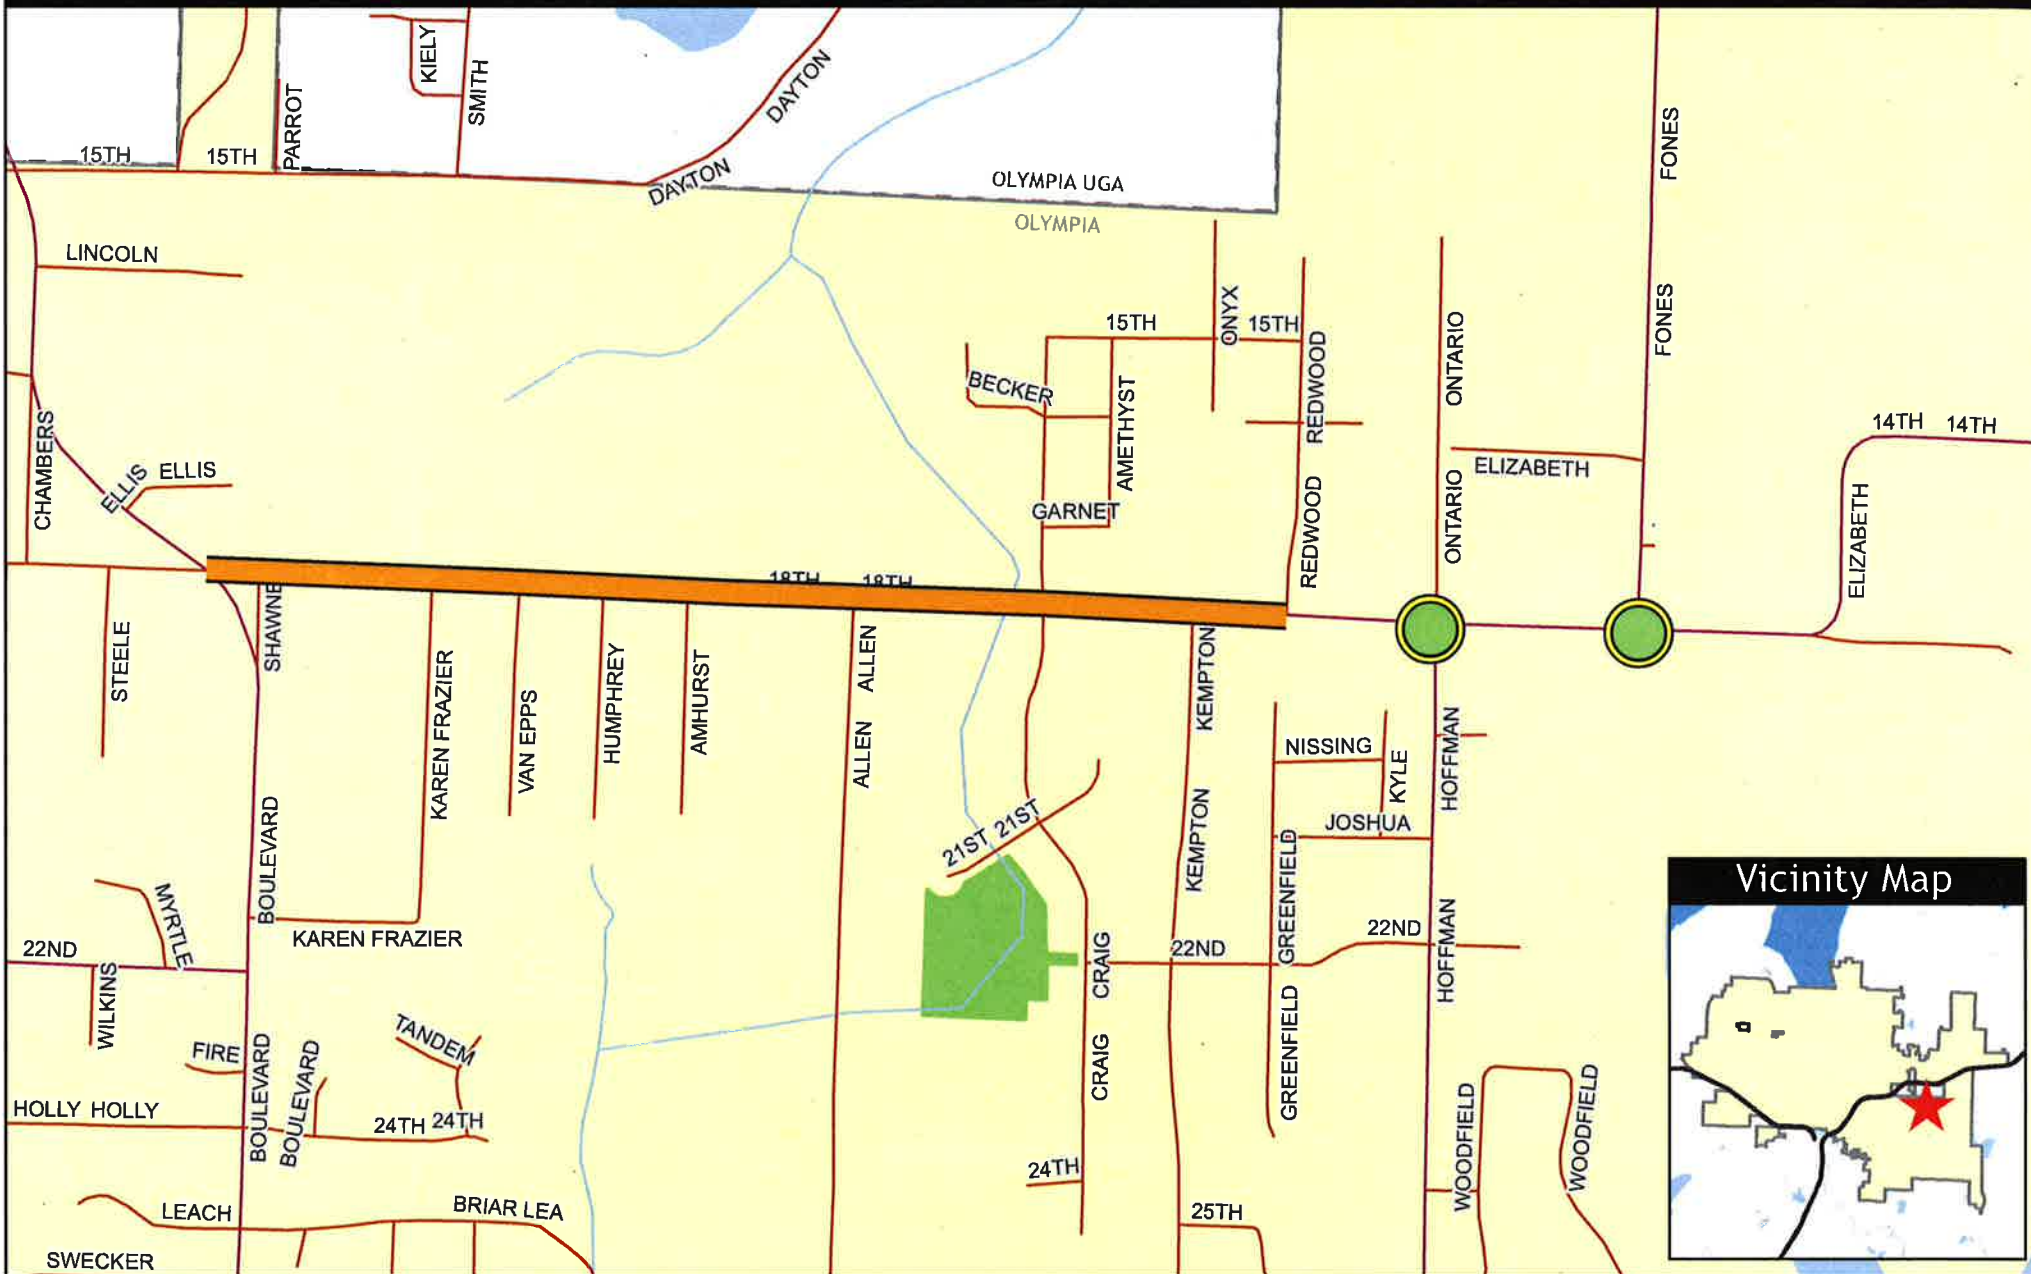 KIELY
SMITH
PARROT
DAYTON
DAYTON
15TH
15TH
OLYMPIA UGA
OLYMPIA
FONES
FONES
LINCOLN
15TH
ONYX
15TH
REDWOOD
REDWOOD
REDWOOD
ONTARIO
ONTARIO
BECKER
AMETHYST
GARNET
ELIZABETH
14TH
14TH
ELIZABETH
CHAMBERS
ELLIS
ELLIS
18TH
18TH
STEELE
SHAWNE
KAREN FRAZIER
VAN EPPS
HUMPHREY
AMHURST
ALLEN
ALLEN
KEMPTON
KEMPTON
NISSING
KYLE
JOSHUA
HOFFMAN
HOFFMAN
21ST
21ST
GREENFIELD
GREENFIELD
BOULEVARD
MYRTLE
KAREN FRAZIER
22ND
WILKINS
CRAIG
CRAIG
22ND
22ND
FIRE
BOULEVARD
BOULEVARD
TANDEM
HOLLY
HOLLY
24TH
24TH
24TH
25TH
WOODFIELD
WOODFIELD
LEACH
BRIAR LEA
SWECKER
Vicinity Map